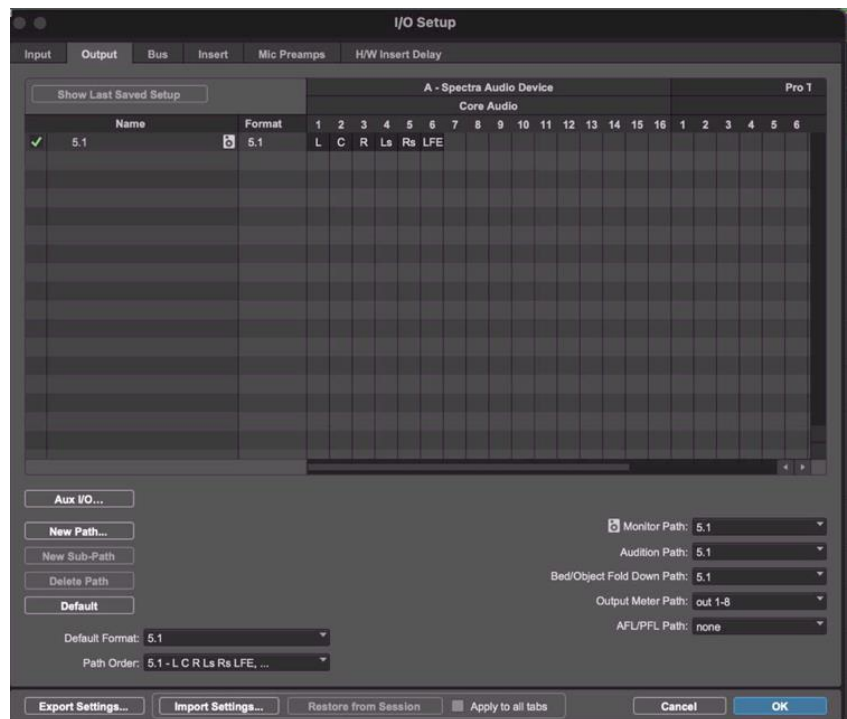 I/O Setup
Input Output Bus Insert Mic Preamps H/W Insert Delay
Show Last Saved Setup
A - Spectra Audio Device Pro T
Core Audio
Name Format 1 2 3 4 5 6 7 8 9 10 11 12 13 14 15 16 1 2 3 4 5 6
5.1 5.1 L C R Ls Rs LFE
Aux I/O...
New Path...
New Sub-Path
Delete Path
Default
Default Format: 5.1
Path Order: 5.1 - L C R Ls Rs LFE, ...
Monitor Path: 5.1
Audition Path: 5.1
Bed/Object Fold Down Path: 5.1
Output Meter Path: out 1-8
AFL/PFL Path: none
Export Settings... Import Settings... Restore from Session Apply to all tabs Cancel OK